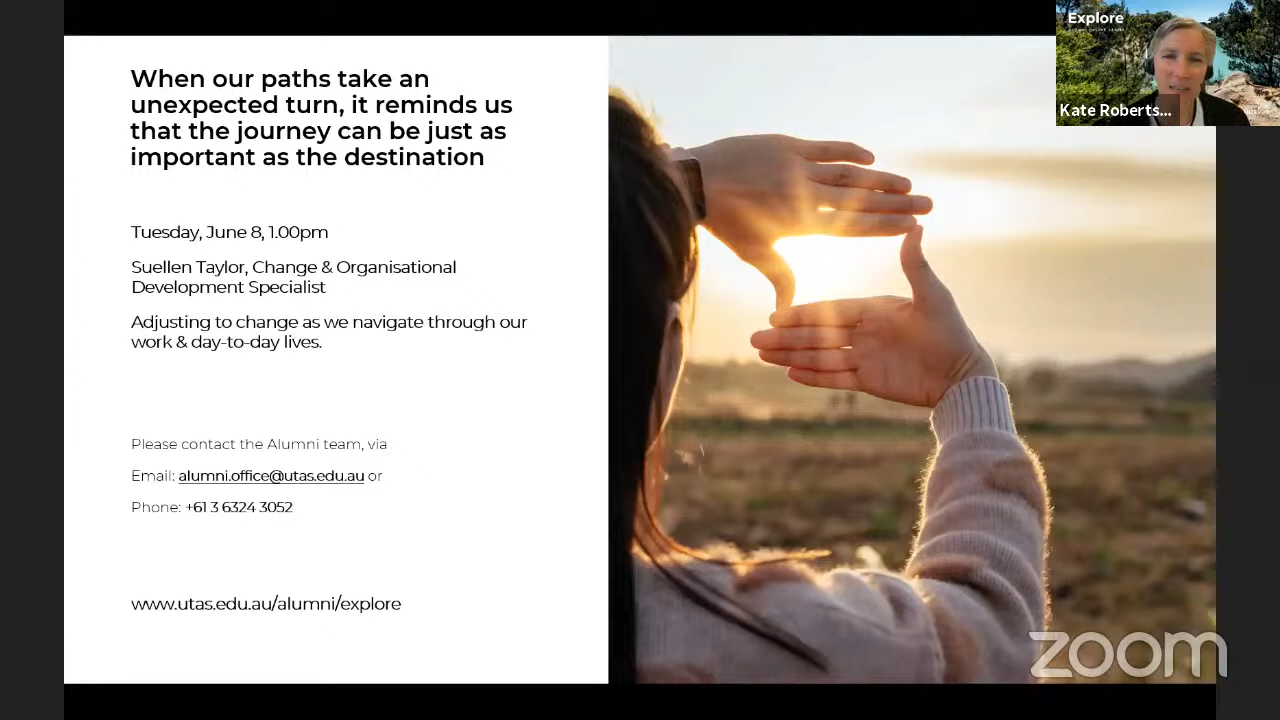 When our paths take an
unexpected turn, it reminds us
that the journey can be just as
important as the destination
Tuesday, June 8, 1.00pm
Suellen Taylor, Change & Organisational
Development Specialist
Adjusting to change as we navigate through our
work & day-to-day lives.
Please contact the Alumni team, via
Email: alumni.office@utas.edu.au or
Phone: +61 3 6324 3052
www.utas.edu.au/alumni/explore
Explore
Kate Roberts...
zoom